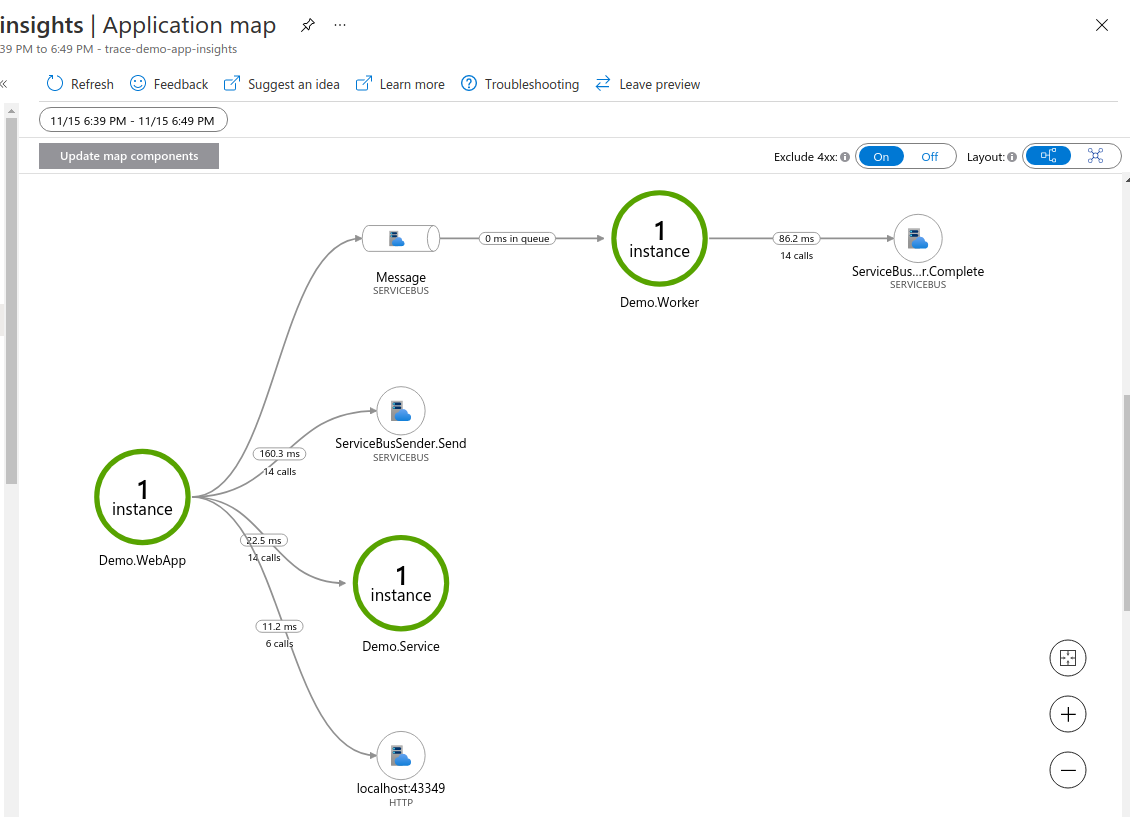 insights | Application map ...
39 PM to 6:49 PM - trace-demo-app-insights
Refresh Feedback Suggest an idea Learn more Troubleshooting Leave preview
11/15 6:39 PM - 11/15 6:49 PM
Update map components
Exclude 4xx: On Off Layout:
0 ms in queue
1
instance
86.2 ms
14 calls
Message
SERVICEBUS
Demo.Worker
ServiceBus...r.Complete
SERVICEBUS
ServiceBusSender.Send
SERVICEBUS
160.3 ms
14 calls
1
instance
Demo.WebApp
22.5 ms
14 calls
1
instance
Demo.Service
11.2 ms
6 calls
localhost:43349
HTTP